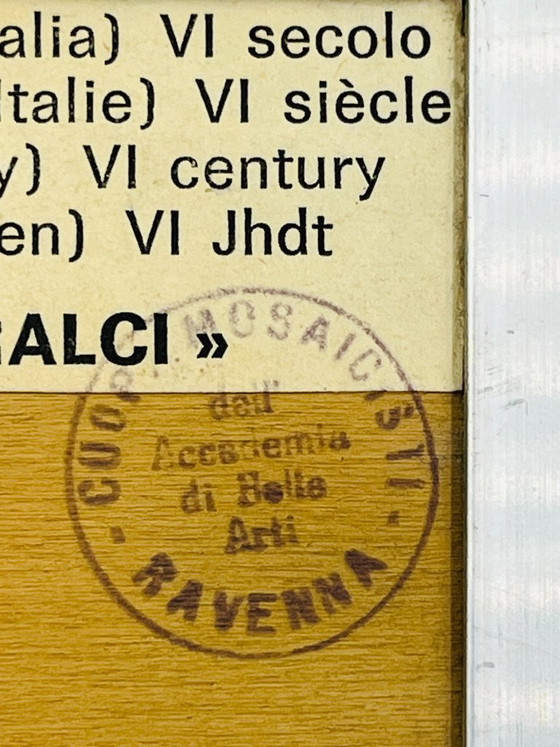 alia) VI secolo
Italie) VI siècle
y) VI century
en) VI Jhdt
ALCI »
CUOP. MOSAICISTI
dell'
Accademia
di Belle
Arti
- RAVENNA -